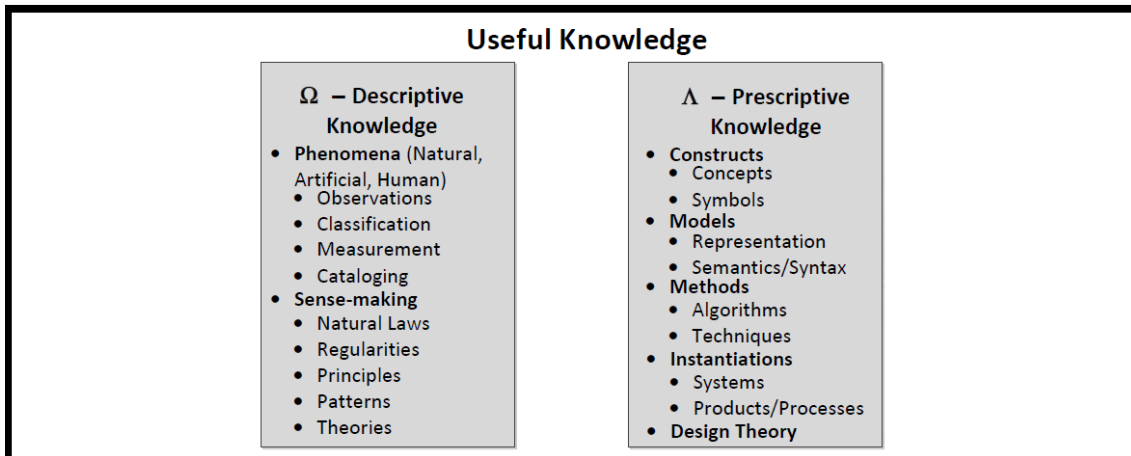 Useful Knowledge
Ω – Descriptive
Knowledge
• Phenomena (Natural,
Artificial, Human)
• Observations
• Classification
• Measurement
• Cataloging
• Sense-making
• Natural Laws
• Regularities
• Principles
• Patterns
• Theories
Λ – Prescriptive
Knowledge
• Constructs
• Concepts
• Symbols
• Models
• Representation
• Semantics/Syntax
• Methods
• Algorithms
• Techniques
• Instantiations
• Systems
• Products/Processes
• Design Theory